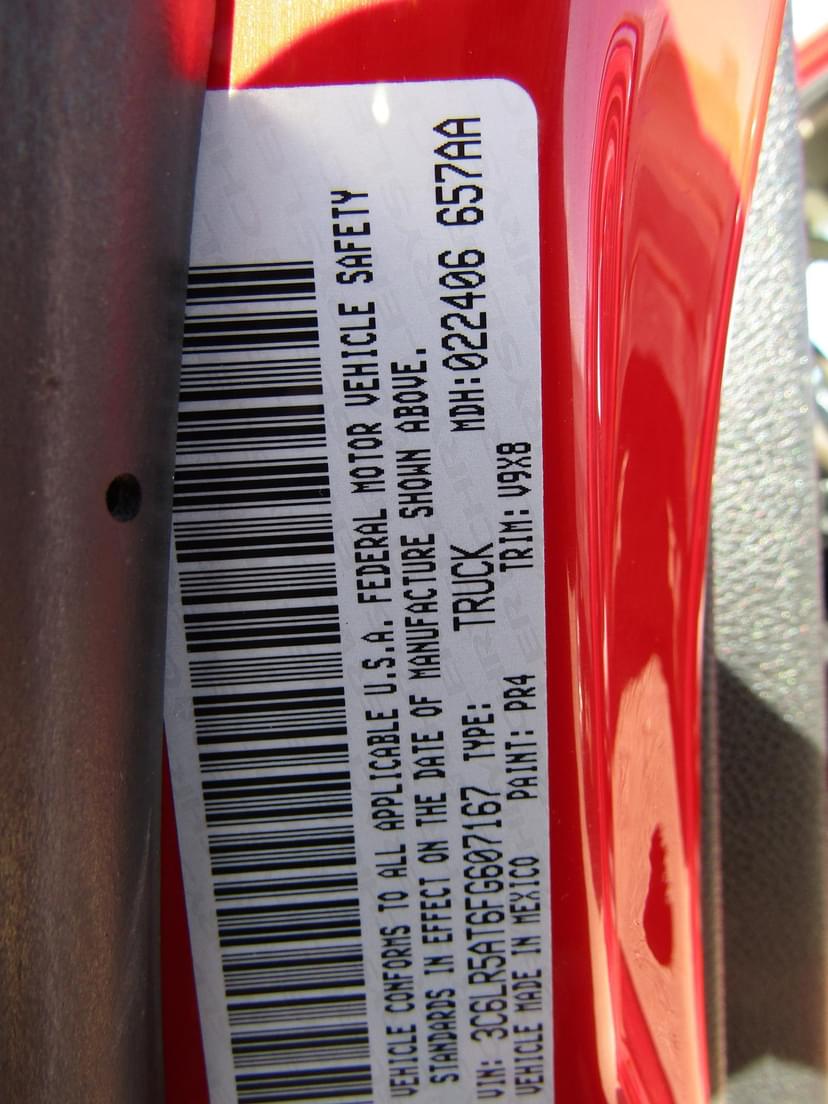 VEHICLE CONFORMS TO ALL APPLICABLE U.S.A. FEDERAL MOTOR VEHICLE SAFETY
STANDARDS IN EFFECT ON THE DATE OF MANUFACTURE SHOWN ABOVE.
VIN: 3C6LR5AT6FG607167 TYPE: TRUCK MDH:022406 657AA
VEHICLE MADE IN MEXICO PAINT: PR4 TRIM: V9X8